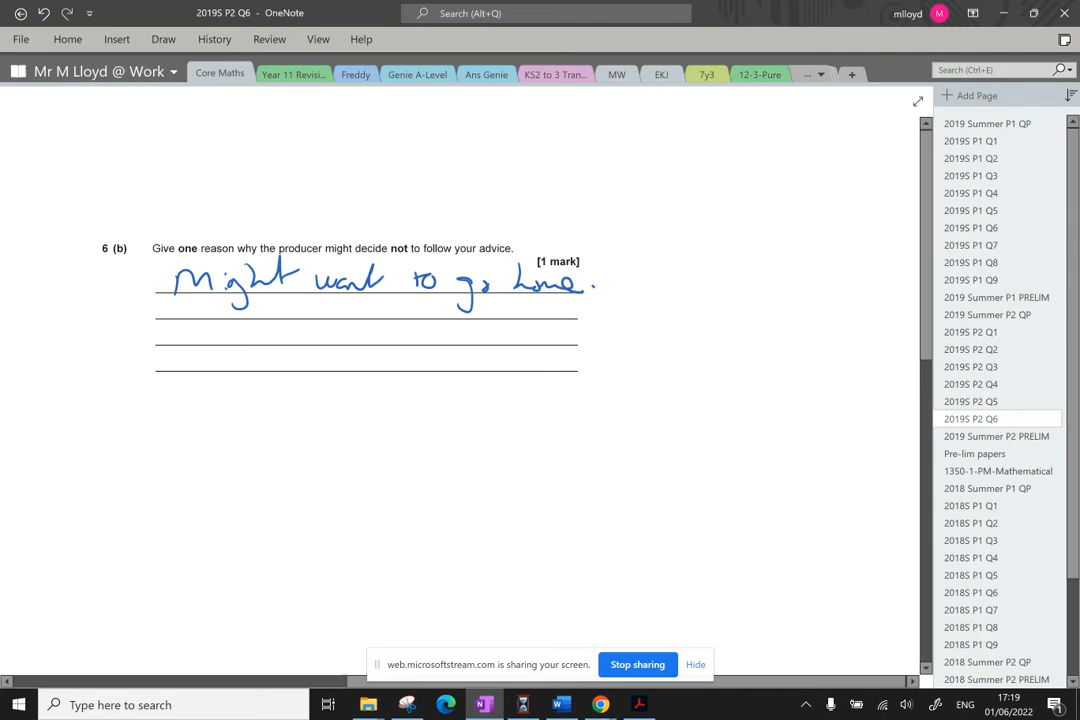 2019S P2 Q6 - OneNote
Search (Alt+Q)
mlloyd
M
File Home Insert Draw History Review View Help
Mr M Lloyd @ Work
Core Maths
Year 11 Revisi...
Freddy
Genie A-Level
Ans Genie
KS2 to 3 Tran...
MW
EKJ
7y3
12-3-Pure
...
Search (Ctrl+E)
Add Page
2019 Summer P1 QP
2019S P1 Q1
2019S P1 Q2
2019S P1 Q3
2019S P1 Q4
2019S P1 Q5
2019S P1 Q6
2019S P1 Q7
2019S P1 Q8
2019S P1 Q9
2019 Summer P1 PRELIM
2019 Summer P2 QP
2019S P2 Q1
2019S P2 Q2
2019S P2 Q3
2019S P2 Q4
2019S P2 Q5
2019S P2 Q6
2019 Summer P2 PRELIM
Pre-lim papers
1350-1-PM-Mathematical
2018 Summer P1 QP
2018S P1 Q1
2018S P1 Q2
2018S P1 Q3
2018S P1 Q4
2018S P1 Q5
2018S P1 Q6
2018S P1 Q7
2018S P1 Q8
2018S P1 Q9
2018 Summer P2 QP
2018 Summer P2 PRELIM
6 (b) Give one reason why the producer might decide not to follow your advice.
[1 mark]
Might want to go home.
web.microsoftstream.com is sharing your screen.
Stop sharing
Hide
Type here to search
ENG
17:19
01/06/2022
1